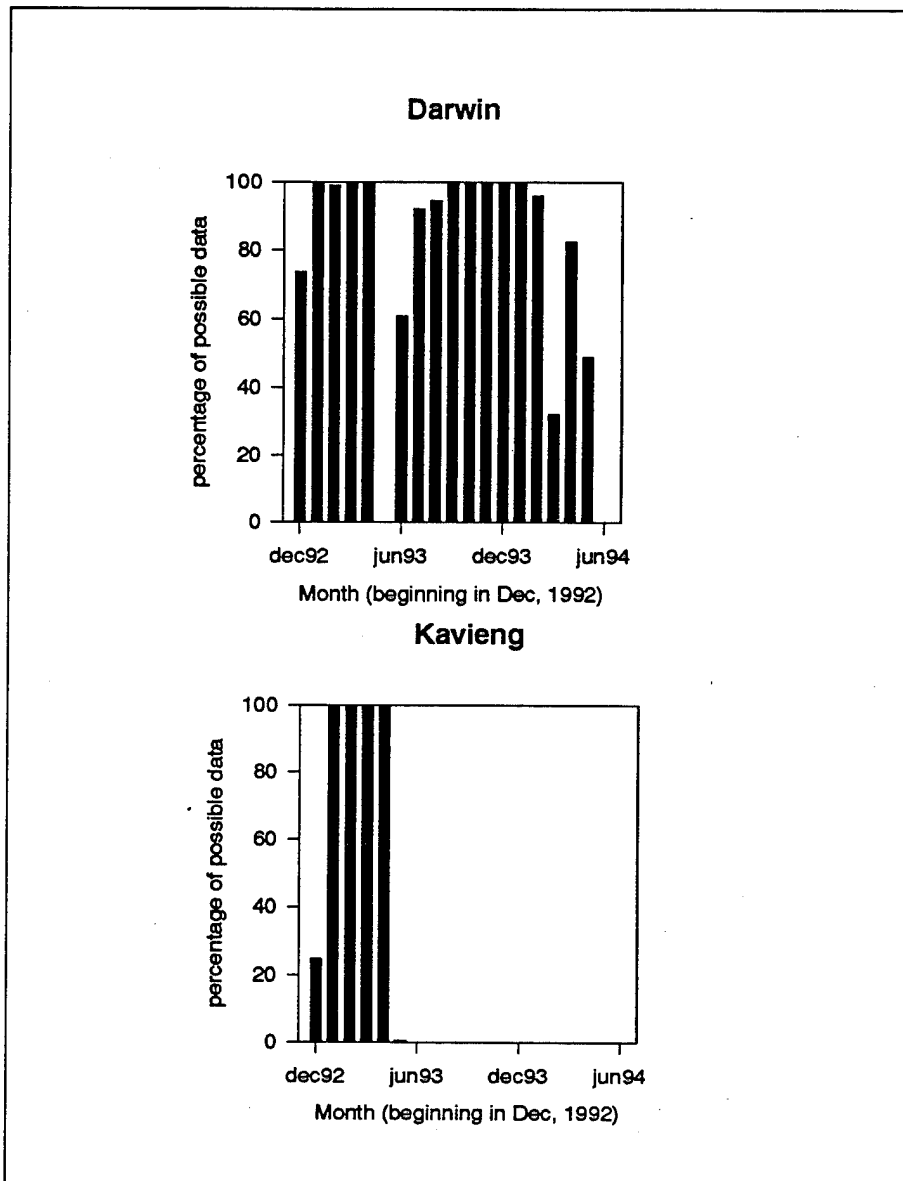 Darwin
percentage of possible data
100
80
60
40
20
0
dec92 jun93 dec93 jun94
Month (beginning in Dec, 1992)
Kavieng
percentage of possible data
100
80
60
40
20
0
dec92 jun93 dec93 jun94
Month (beginning in Dec, 1992)